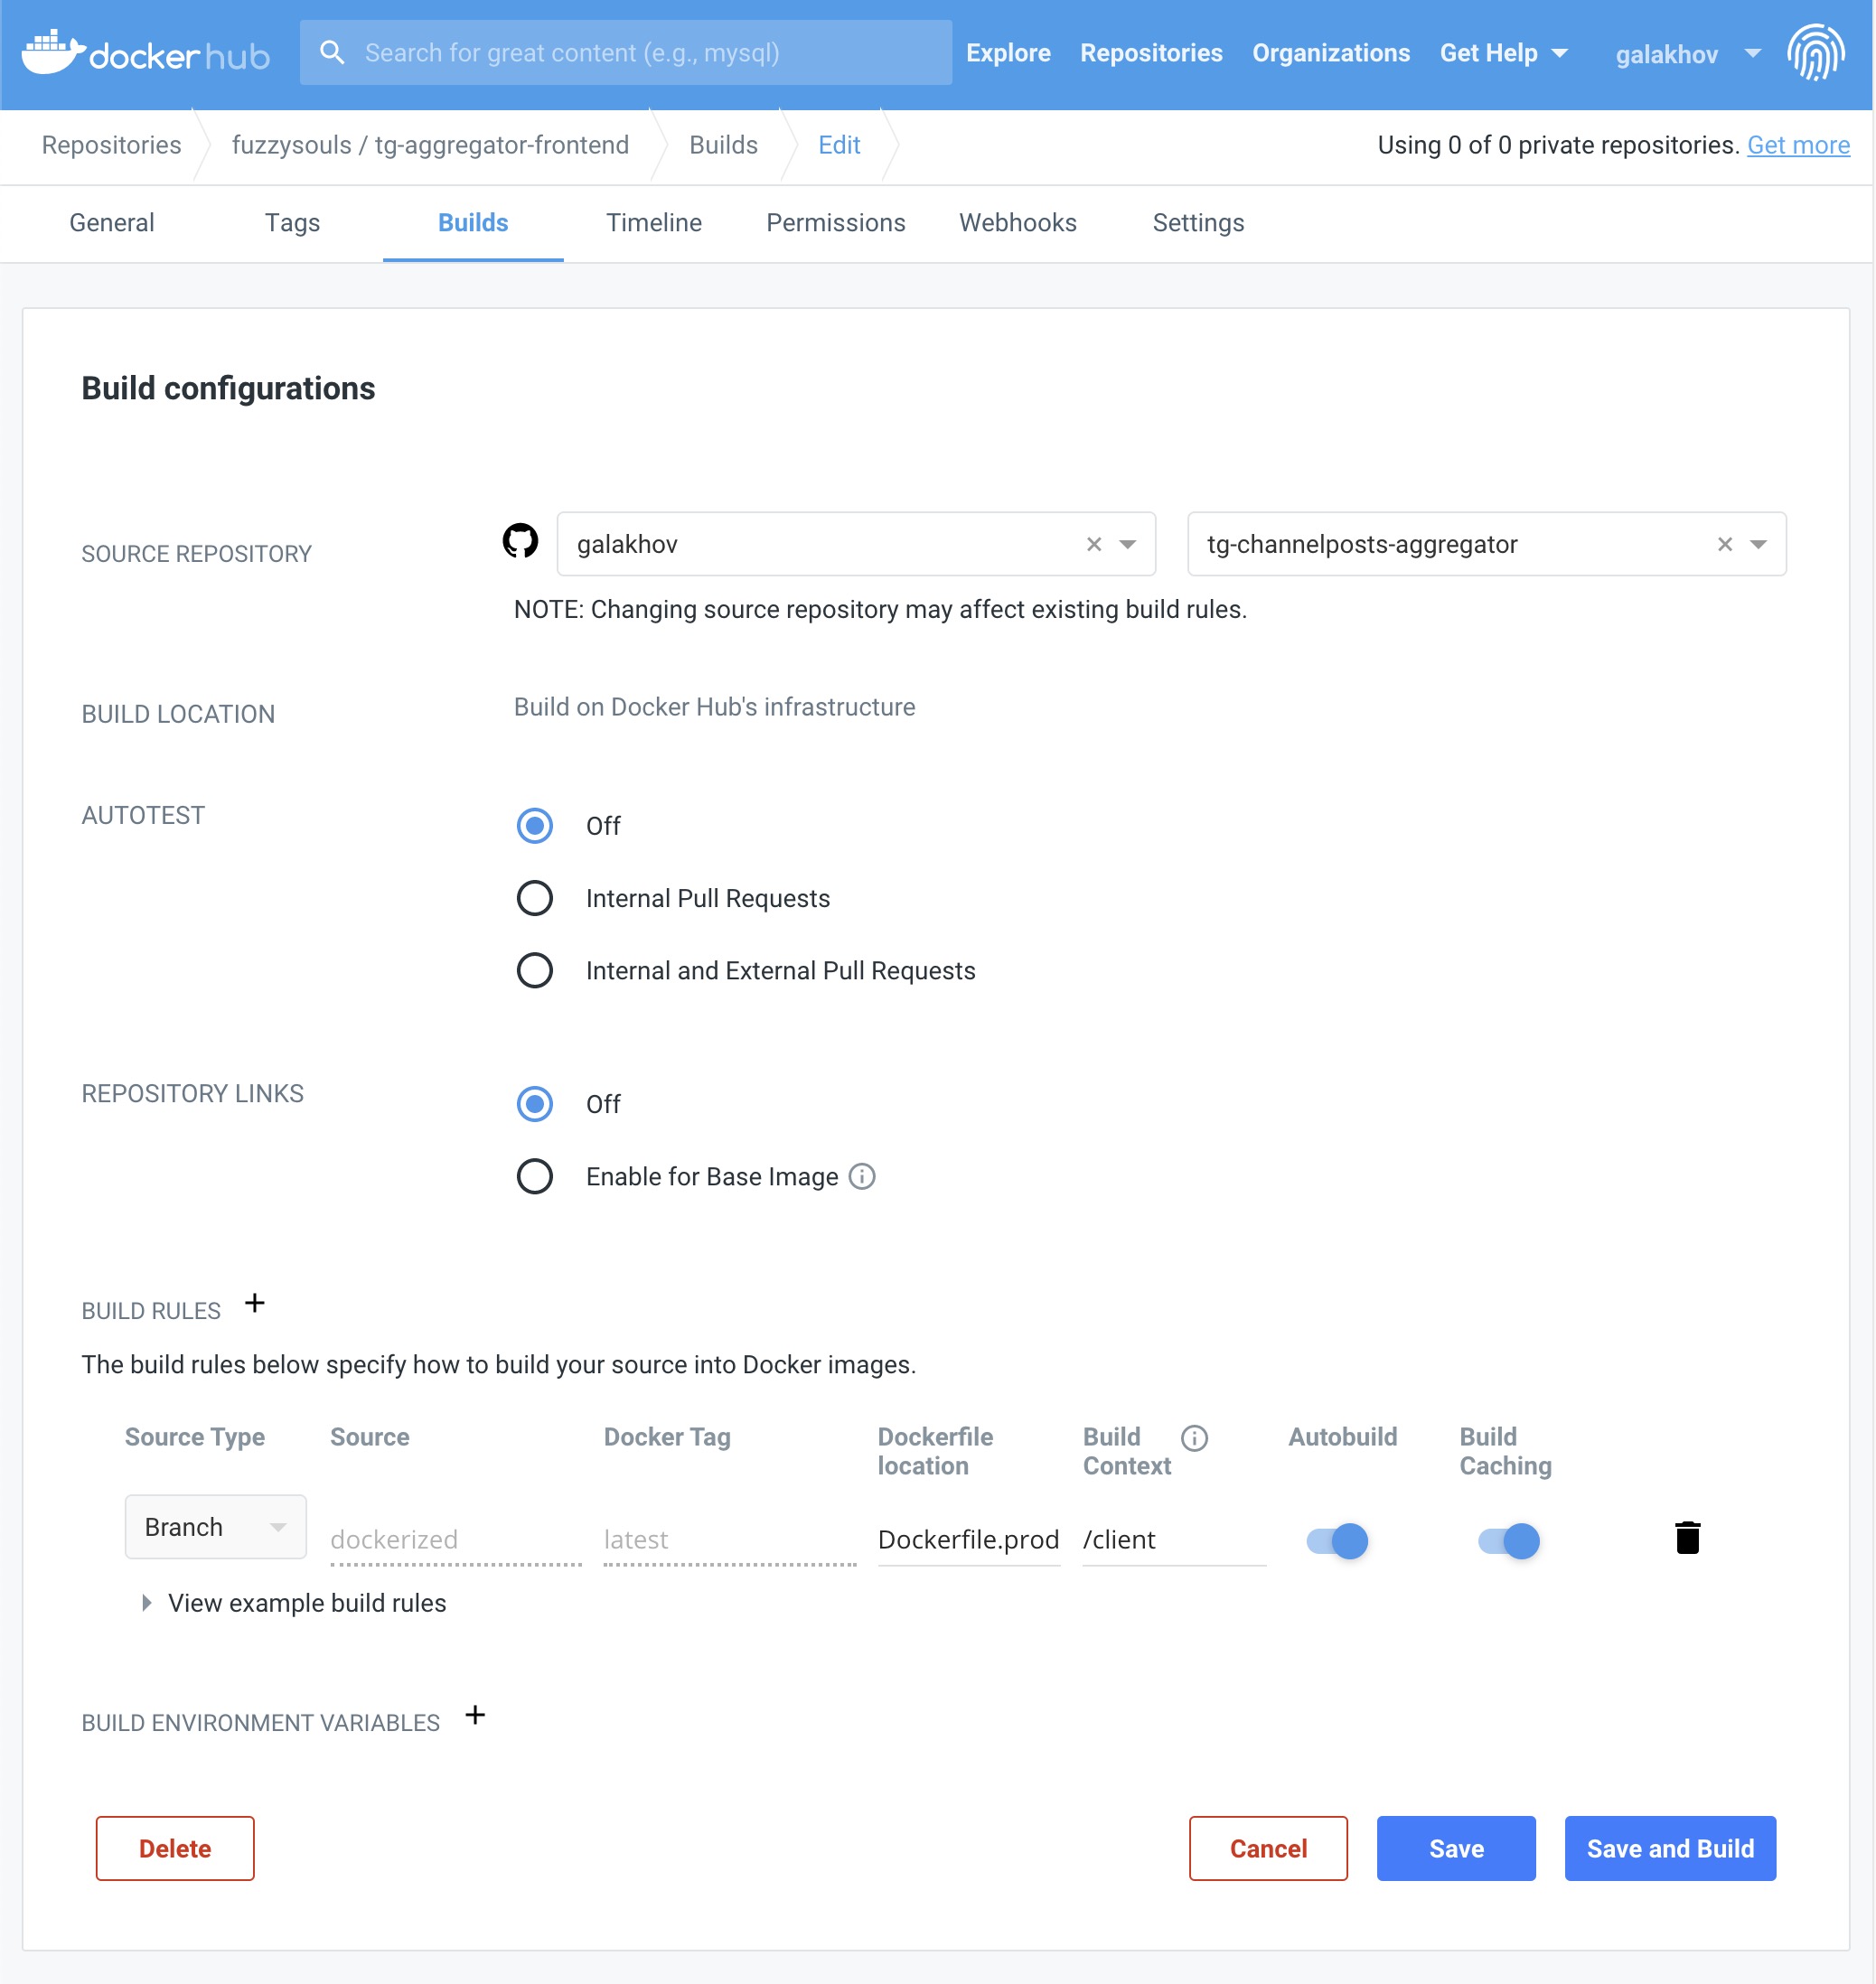 dockerhub Search for great content (e.g., mysql) Explore Repositories Organizations Get Help galakhov
Repositories fuzzysouls / tg-aggregator-frontend Builds Edit Using 0 of 0 private repositories. Get more
General Tags Builds Timeline Permissions Webhooks Settings
Build configurations
SOURCE REPOSITORY galakhov tg-channelposts-aggregator
NOTE: Changing source repository may affect existing build rules.
BUILD LOCATION Build on Docker Hub's infrastructure
AUTOTEST Off
Internal Pull Requests
Internal and External Pull Requests
REPOSITORY LINKS Off
Enable for Base Image
BUILD RULES +
The build rules below specify how to build your source into Docker images.
Source Type Source Docker Tag Dockerfile location Build Context Autobuild Build Caching
Branch dockerized latest Dockerfile.prod /client
View example build rules
BUILD ENVIRONMENT VARIABLES +
Delete Cancel Save Save and Build